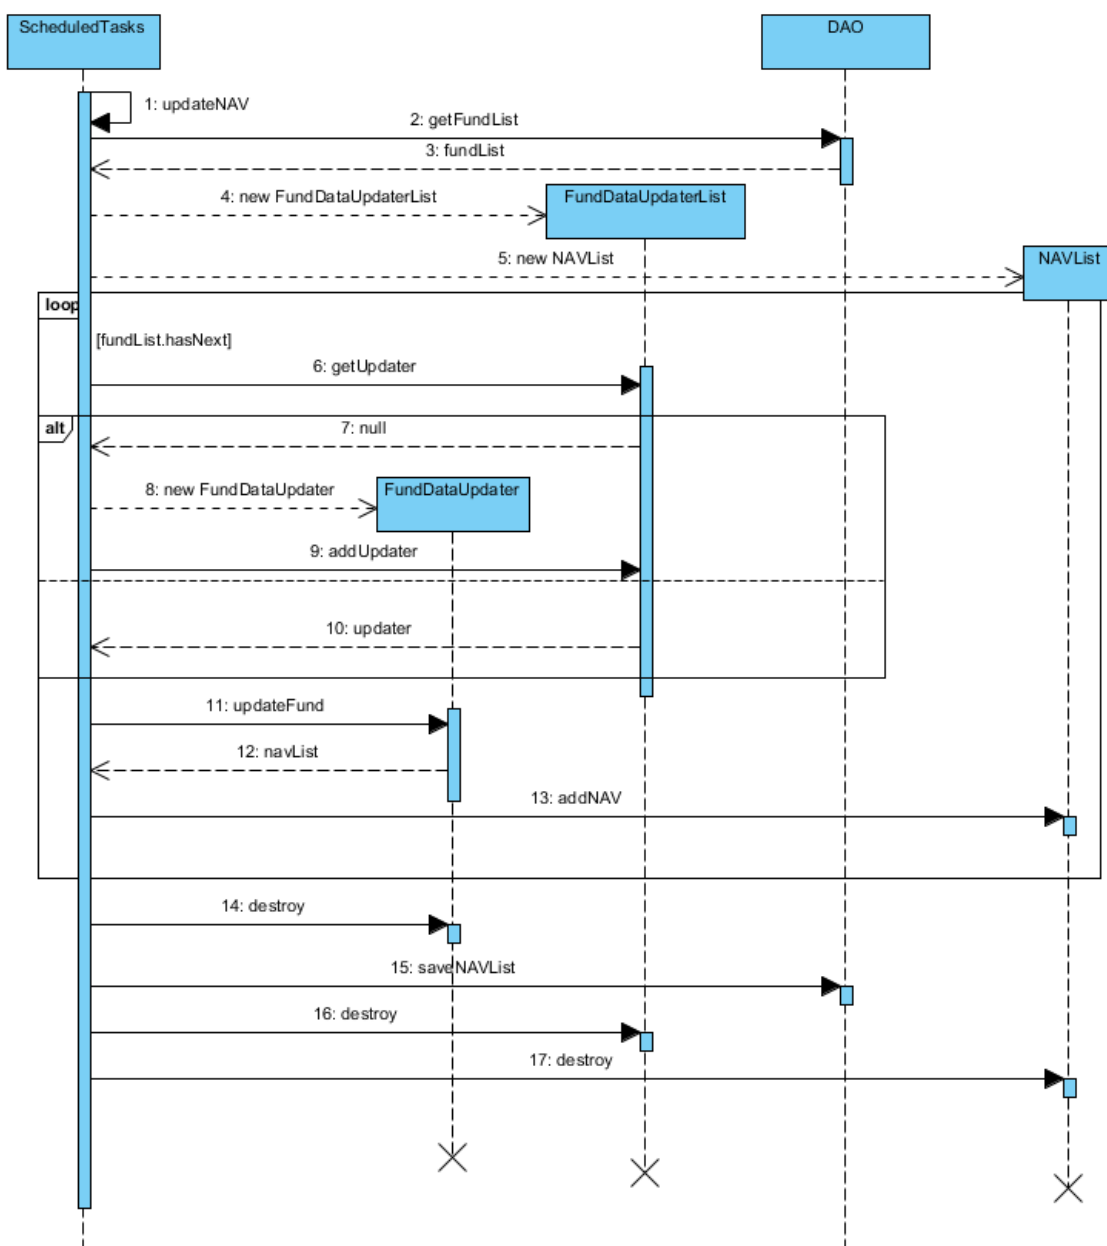 ScheduledTasks
DAO
1: updateNAV
2: getFundList
3: fundList
4: new FundDataUpdaterList
FundDataUpdaterList
5: new NAVList
NAVList
loop
[fundList.hasNext]
6: getUpdater
alt
7: null
8: new FundDataUpdater
FundDataUpdater
9: addUpdater
10: updater
11: updateFund
12: navList
13: addNAV
14: destroy
15: saveNAVList
16: destroy
17: destroy